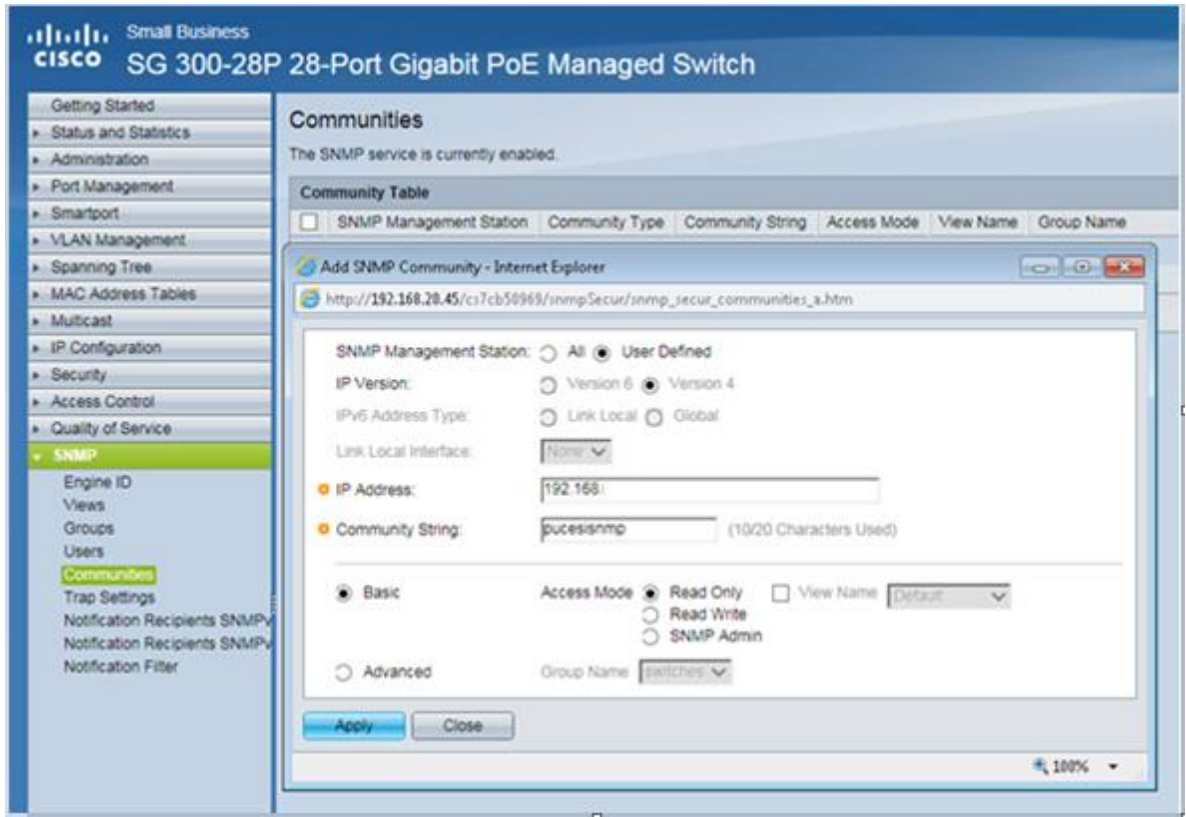 Small Business
CISCO
SG 300-28P 28-Port Gigabit PoE Managed Switch
Getting Started
Status and Statistics
Administration
Port Management
Smartport
VLAN Management
Spanning Tree
MAC Address Tables
Multicast
IP Configuration
Security
Access Control
Quality of Service
SNMP
Engine ID
Views
Groups
Users
Communities
Trap Settings
Notification Recipients SNMPv
Notification Recipients SNMPv
Notification Filter
Communities
The SNMP service is currently enabled.
Community Table
SNMP Management Station Community Type Community String Access Mode View Name Group Name
Add SNMP Community - Internet Explorer
http://192.168.20.45/cs7cb50969/snmpSecur/snmp_secur_communities_a.htm
SNMP Management Station: All User Defined
IP Version: Version 6 Version 4
IPv6 Address Type: Link Local Global
Link Local Interface: None
IP Address: 192.168.
Community String: pucesisnmp (10/20 Characters Used)
Basic Access Mode Read Only View Name Default
Read Write
SNMP Admin
Advanced Group Name switches
Apply Close
100%